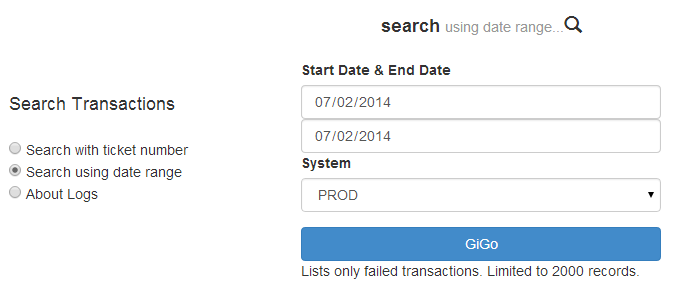 search using date range...
Search Transactions
Search with ticket number
Search using date range
About Logs
Start Date & End Date
07/02/2014
07/02/2014
System
PROD
GiGo
Lists only failed transactions. Limited to 2000 records.